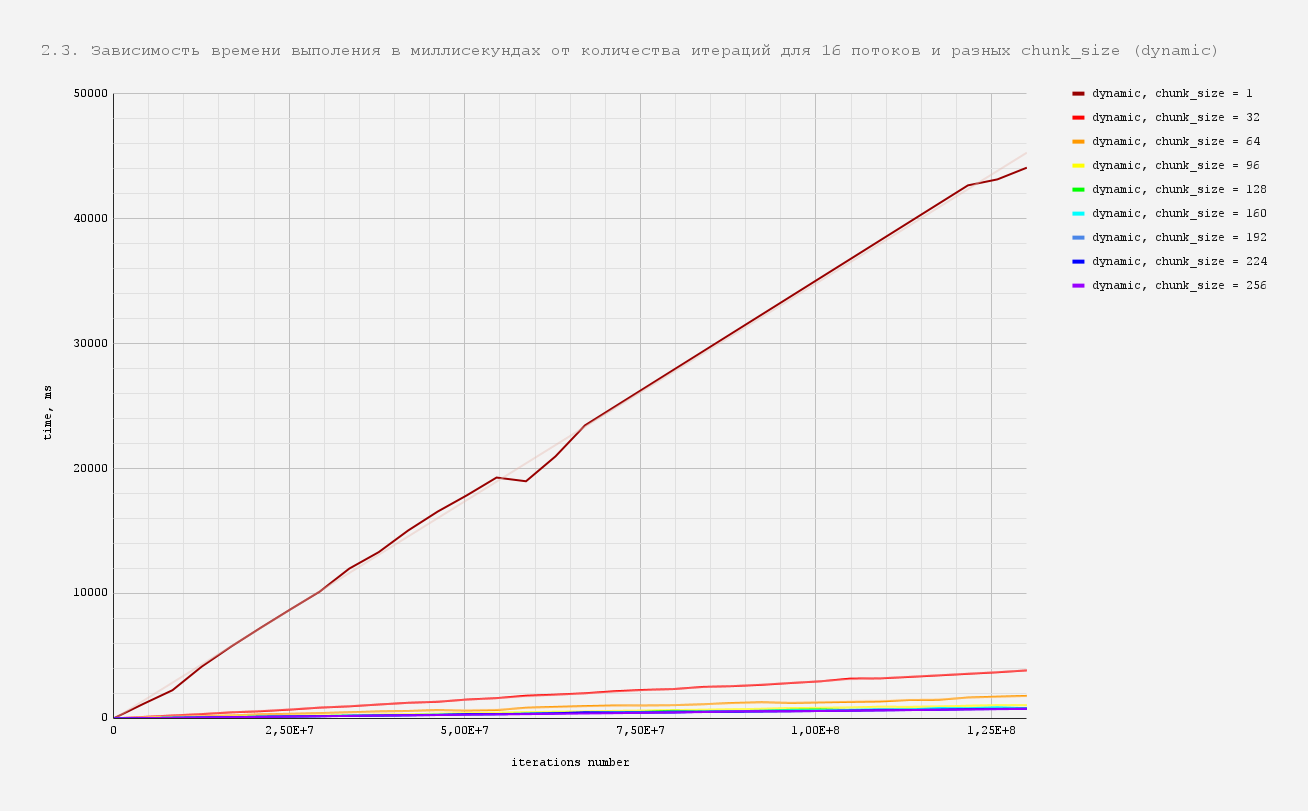 2.3. Зависимость времени выполения в миллисекундах от количества итераций для 16 потоков и разных chunk_size (dynamic)
dynamic, chunk_size = 1
dynamic, chunk_size = 32
dynamic, chunk_size = 64
dynamic, chunk_size = 96
dynamic, chunk_size = 128
dynamic, chunk_size = 160
dynamic, chunk_size = 192
dynamic, chunk_size = 224
dynamic, chunk_size = 256
50000
40000
30000
20000
10000
0
time, ms
0
2,50E+7
5,00E+7
7,50E+7
1,00E+8
1,25E+8
iterations number